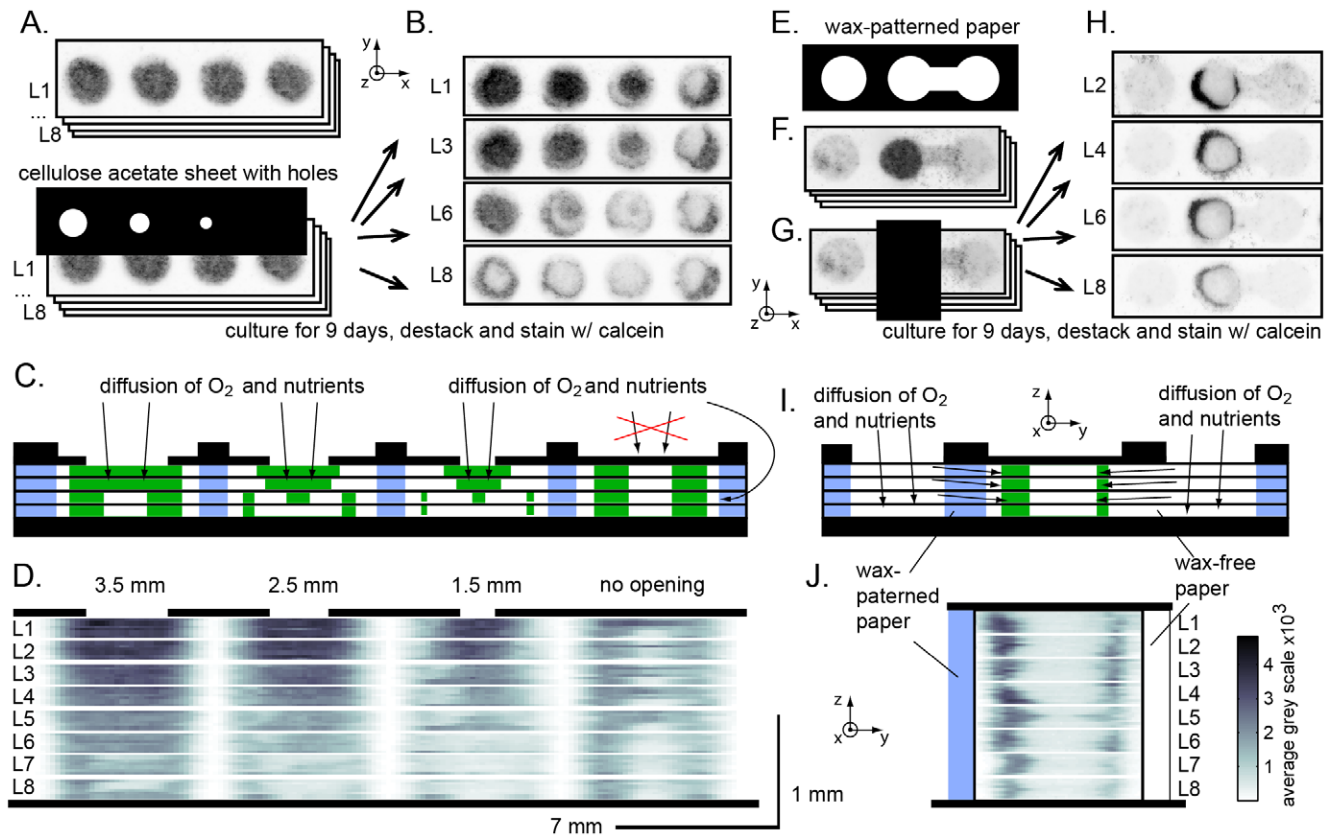 A.
L1
...
L8
y
z
x
cellulose acetate sheet with holes
L1
...
L8
B.
L1
L3
L6
L8
culture for 9 days, destack and stain w/ calcein
E.
wax-patterned paper
F.
G.
y
z
x
H.
L2
L4
L6
L8
culture for 9 days, destack and stain w/ calcein
C.
diffusion of O2 and nutrients
diffusion of O2 and nutrients
D.
3.5 mm
2.5 mm
1.5 mm
no opening
L1
L2
L3
L4
L5
L6
L7
L8
7 mm
1 mm
I.
diffusion of O2
and nutrients
z
x
y
diffusion of O2
and nutrients
wax-
paterned
paper
wax-free
paper
J.
z
x
y
L1
L2
L3
L4
L5
L6
L7
L8
4
3
2
1
average grey scale x10^3